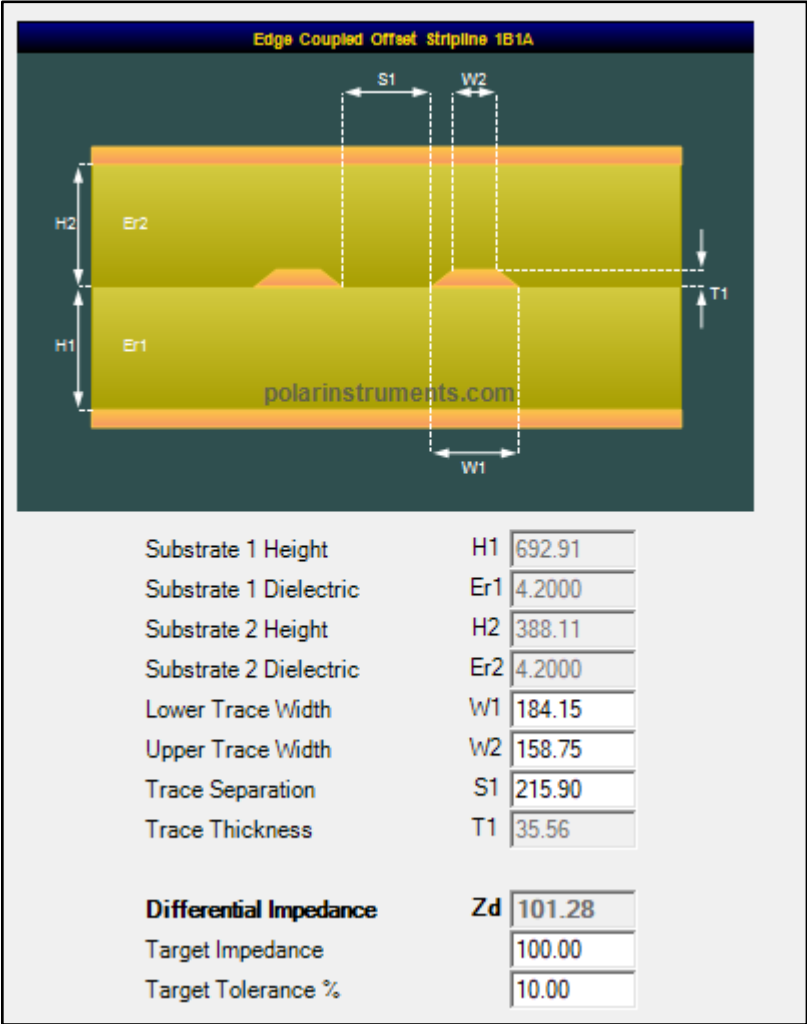 Edge Coupled Offset Stripline 1B1A
S1 W2
H2 Er2
T1
H1 Er1
polarinstruments.com
W1
Substrate 1 Height H1 692.91
Substrate 1 Dielectric Er1 4.2000
Substrate 2 Height H2 388.11
Substrate 2 Dielectric Er2 4.2000
Lower Trace Width W1 184.15
Upper Trace Width W2 158.75
Trace Separation S1 215.90
Trace Thickness T1 35.56
Differential Impedance Zd 101.28
Target Impedance 100.00
Target Tolerance % 10.00